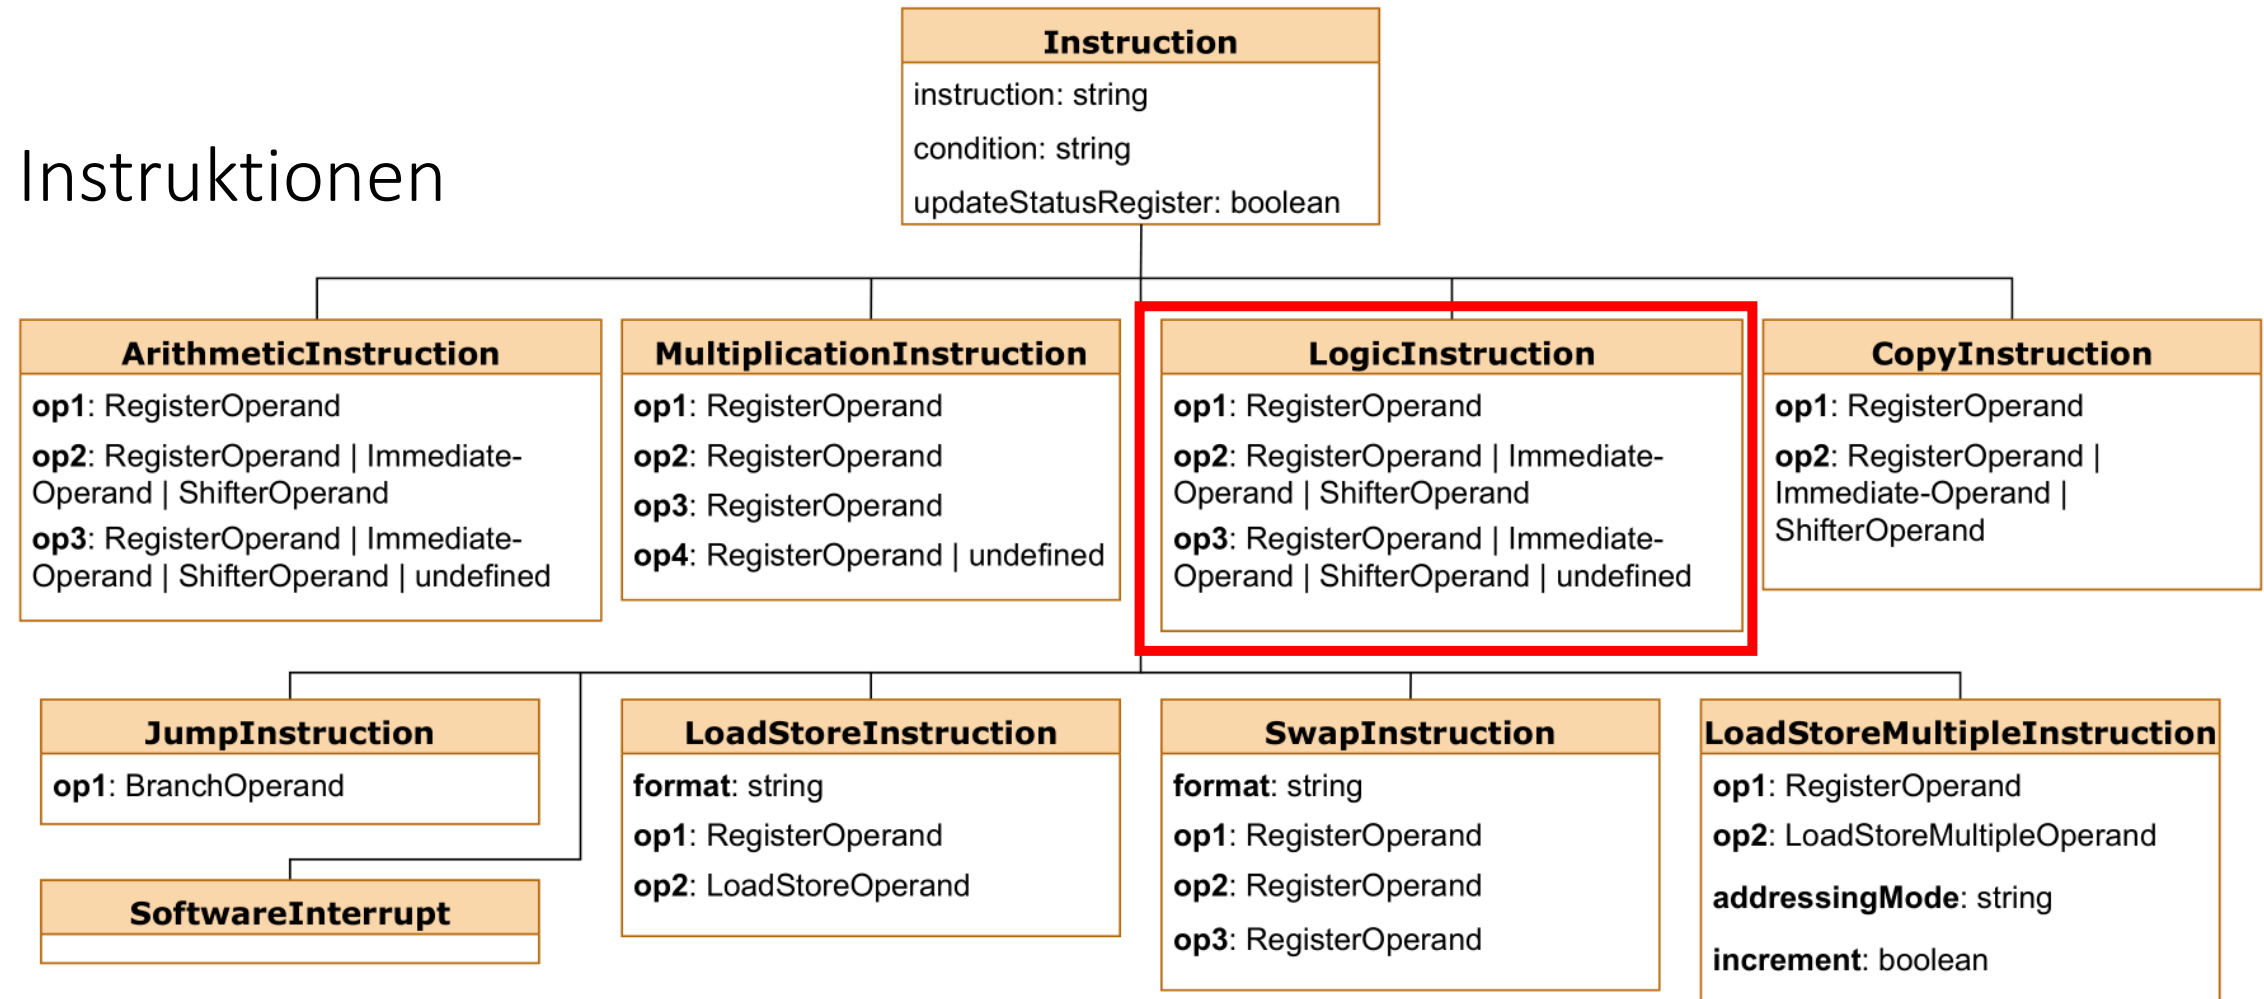 Instruction
instruction: string
condition: string
updateStatusRegister: boolean
Instruktionen
ArithmeticInstruction
op1: RegisterOperand
op2: RegisterOperand | Immediate-
Operand | ShifterOperand
op3: RegisterOperand | Immediate-
Operand | ShifterOperand | undefined
MultiplicationInstruction
op1: RegisterOperand
op2: RegisterOperand
op3: RegisterOperand
op4: RegisterOperand | undefined
LogicInstruction
op1: RegisterOperand
op2: RegisterOperand | Immediate-
Operand | ShifterOperand
op3: RegisterOperand | Immediate-
Operand | ShifterOperand | undefined
CopyInstruction
op1: RegisterOperand
op2: RegisterOperand |
Immediate-Operand |
ShifterOperand
JumpInstruction
op1: BranchOperand
SoftwareInterrupt
LoadStoreInstruction
format: string
op1: RegisterOperand
op2: LoadStoreOperand
SwapInstruction
format: string
op1: RegisterOperand
op2: RegisterOperand
op3: RegisterOperand
LoadStoreMultipleInstruction
op1: RegisterOperand
op2: LoadStoreMultipleOperand
addressingMode: string
increment: boolean